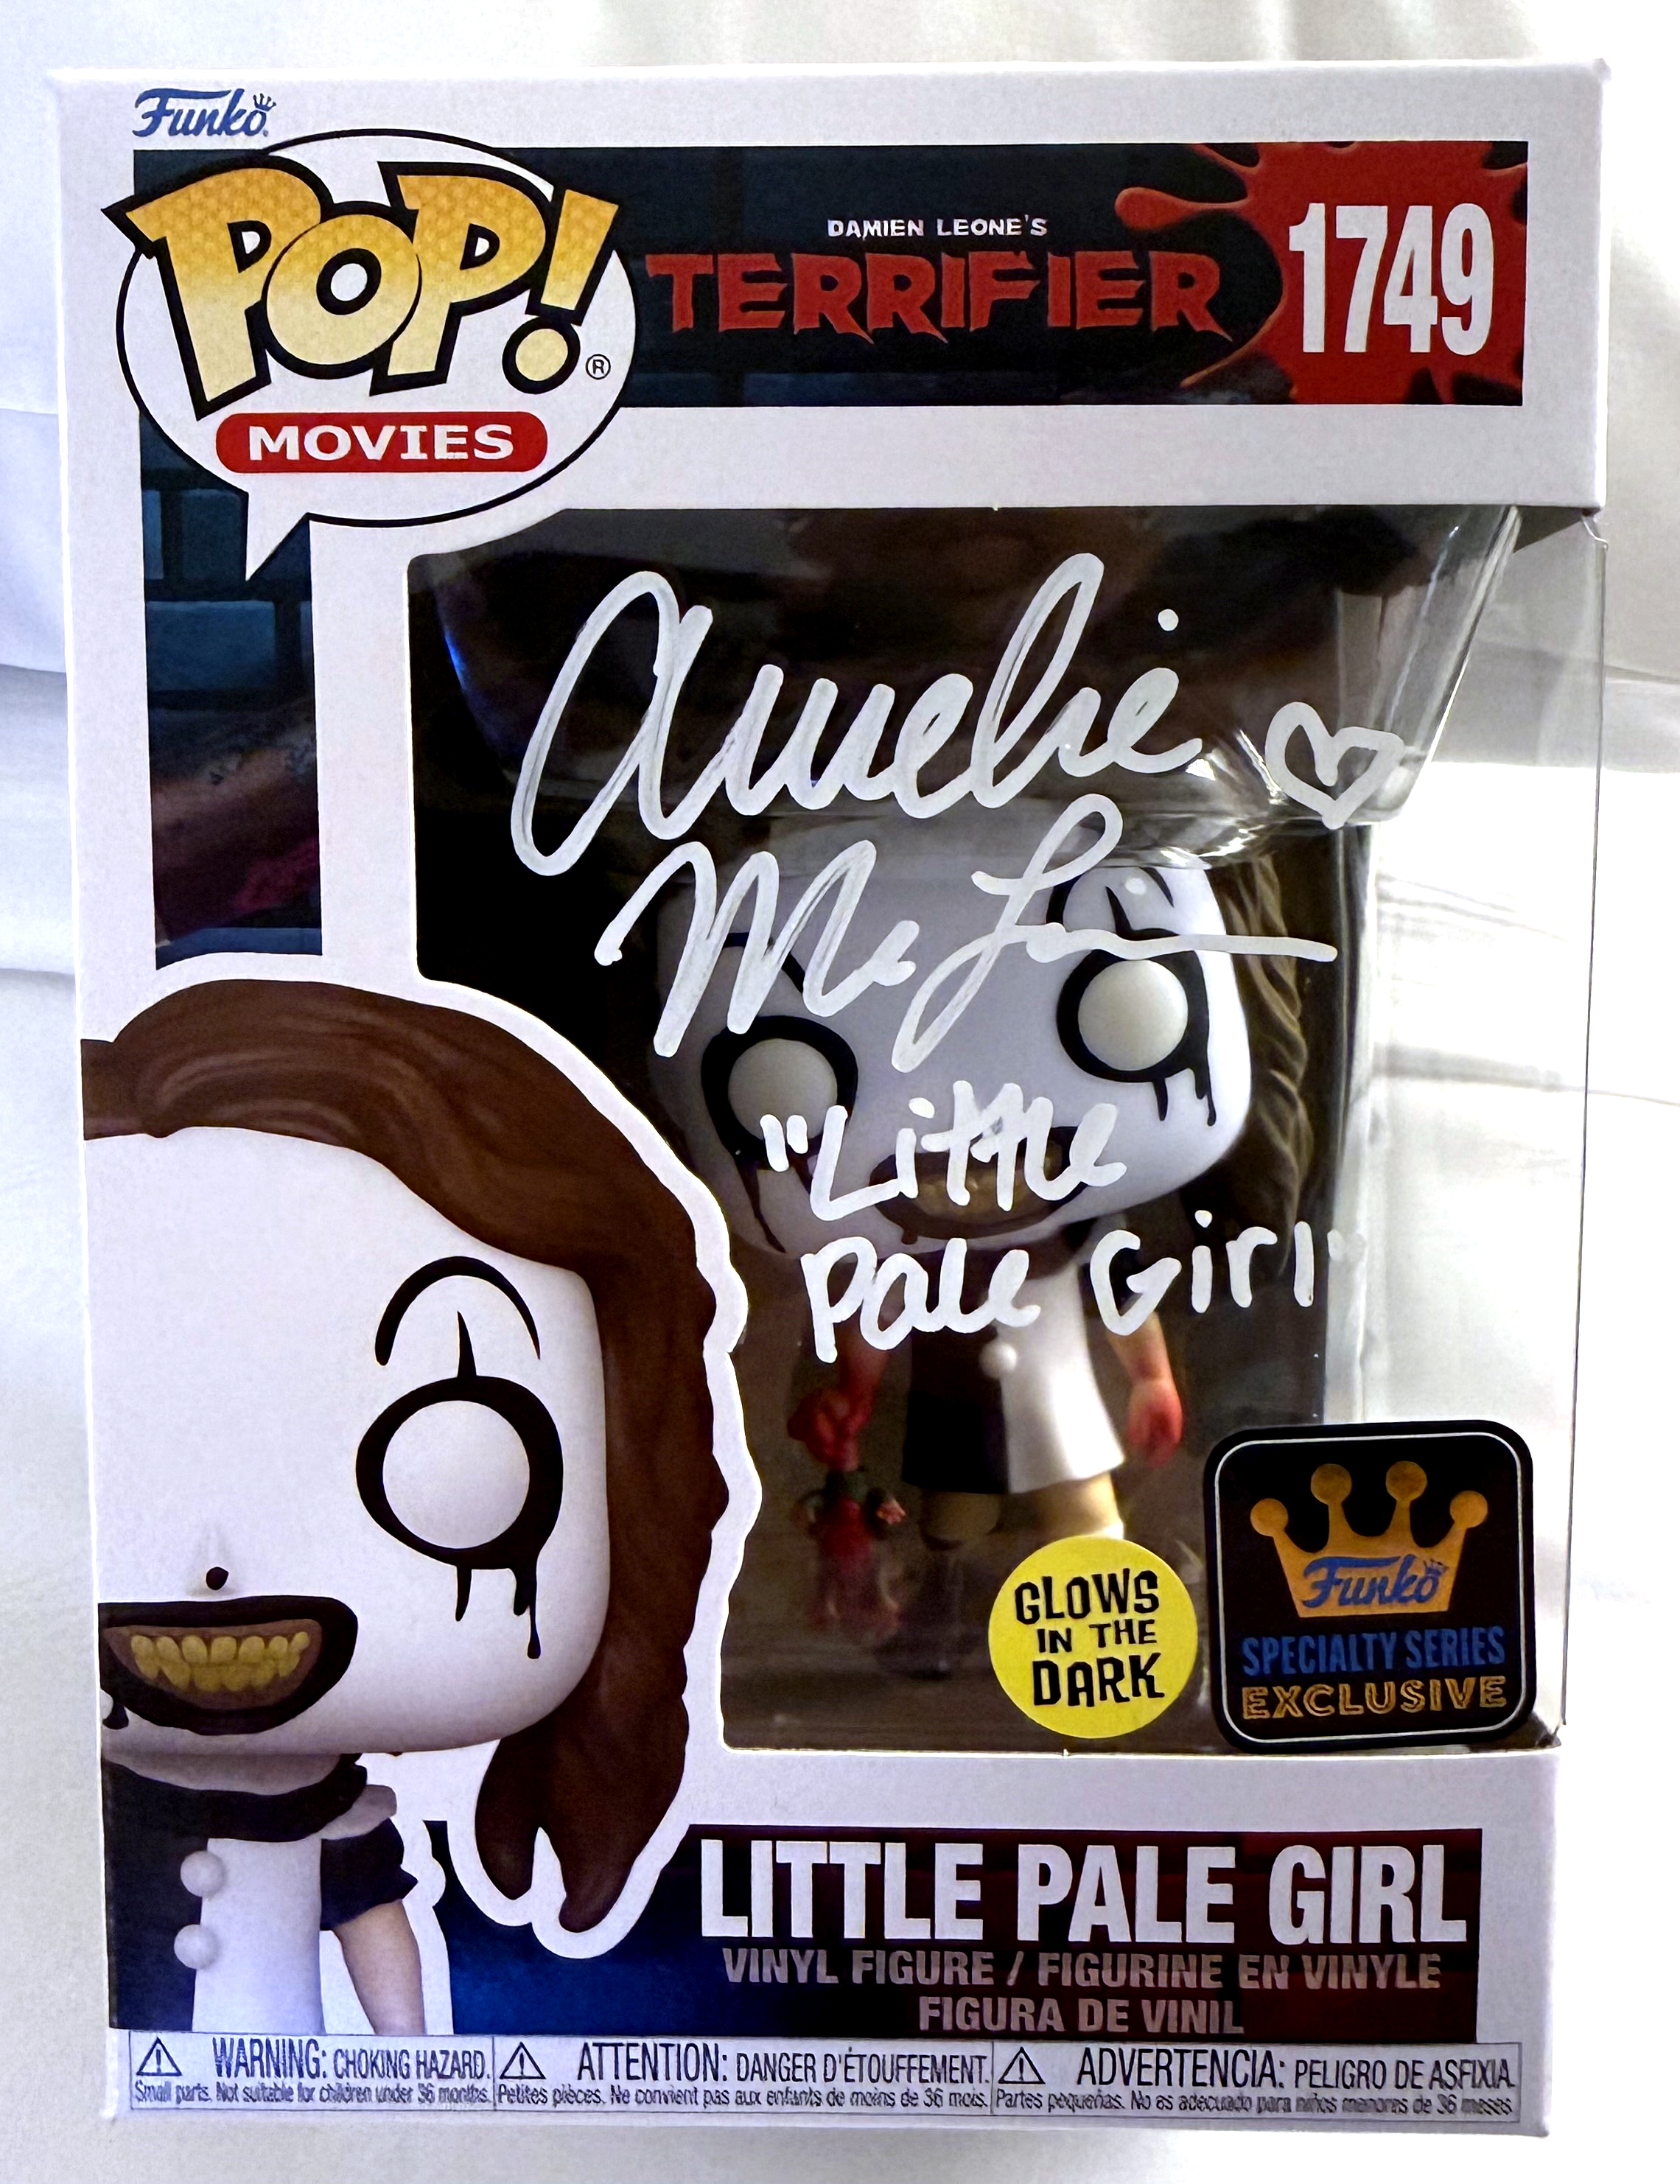 Funko
POP!®
MOVIES
DAMIEN LEONE'S
TERRIFIER
1749
Amelie
Mc
"Little
Pale Girl"
GLOWS
IN THE
DARK
Funko
SPECIALTY SERIES
EXCLUSIVE
LITTLE PALE GIRL
VINYL FIGURE / FIGURINE EN VINYLE
FIGURA DE VINIL
WARNING: CHOKING HAZARD.
Small parts. Not suitable for children under 36 months.
ATTENTION: DANGER D'ÉTOUFFEMENT.
Petites pièces. Ne convient pas aux enfants de moins de 36 mois.
ADVERTENCIA: PELIGRO DE ASFIXIA.
Partes pequeñas. No es adecuado para niños menores de 36 meses.